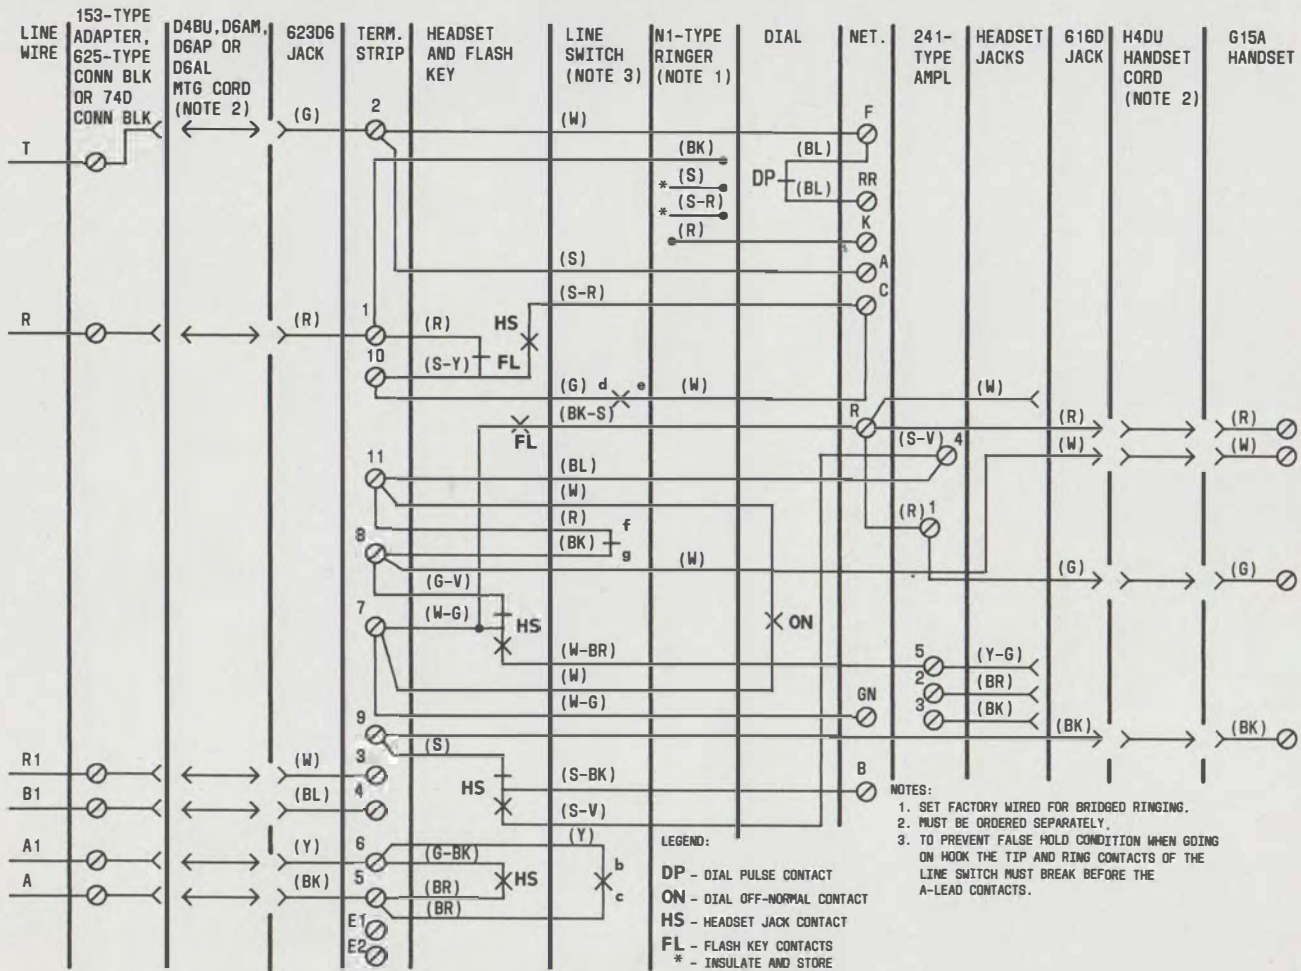 LINE
WIRE
153-TYPE
ADAPTER,
625-TYPE
CONN BLK
OR 74D
CONN BLK
D4BU,D6AM,
D6AP OR
D6AL
MTG CORD
(NOTE 2)
623D6
JACK
TERM.
STRIP
HEADSET
AND FLASH
KEY
LINE
SWITCH
(NOTE 3)
N1-TYPE
RINGER
(NOTE 1)
DIAL
NET.
241-
TYPE
AMPL
HEADSET
JACKS
616D
JACK
H4DU
HANDSET
CORD
(NOTE 2)
G15A
HANDSET
T
(G)
2
(W)
F
(BK)
(BL)
* (S)
DP
(BL)
RR
* (S-R)
(R)
K
(S)
A
(S-R)
C
R
(R)
1
(R)
HS
10
(S-Y)
FL
(G) d e (W)
(W)
(BK-S)
R
(R)
(R)
FL
(S-V) 4
(W)
(W)
11
(BL)
(W)
(R) f
(R) 1
8
(BK)
g
(W)
(G)
(G)
(G-V)
7
(W-G)
HS
ON
(W-BR)
5
(Y-G)
(W)
2
(BR)
(W-G)
GN
3
(BK)
9
(BK)
(BK)
(S)
R1
(W)
3
HS
(S-BK)
B
B1
(BL)
4
(S-V)
(Y)
A1
(Y)
6
(G-BK)
b
HS
A
(BK)
5
(BR)
c
(BR)
E1
E2
LEGEND:
DP - DIAL PULSE CONTACT
ON - DIAL OFF-NORMAL CONTACT
HS - HEADSET JACK CONTACT
FL - FLASH KEY CONTACTS
* - INSULATE AND STORE
NOTES:
1. SET FACTORY WIRED FOR BRIDGED RINGING.
2. MUST BE ORDERED SEPARATELY.
3. TO PREVENT FALSE HOLD CONDITION WHEN GOING
ON HOOK THE TIP AND RING CONTACTS OF THE
LINE SWITCH MUST BREAK BEFORE THE
A-LEAD CONTACTS.